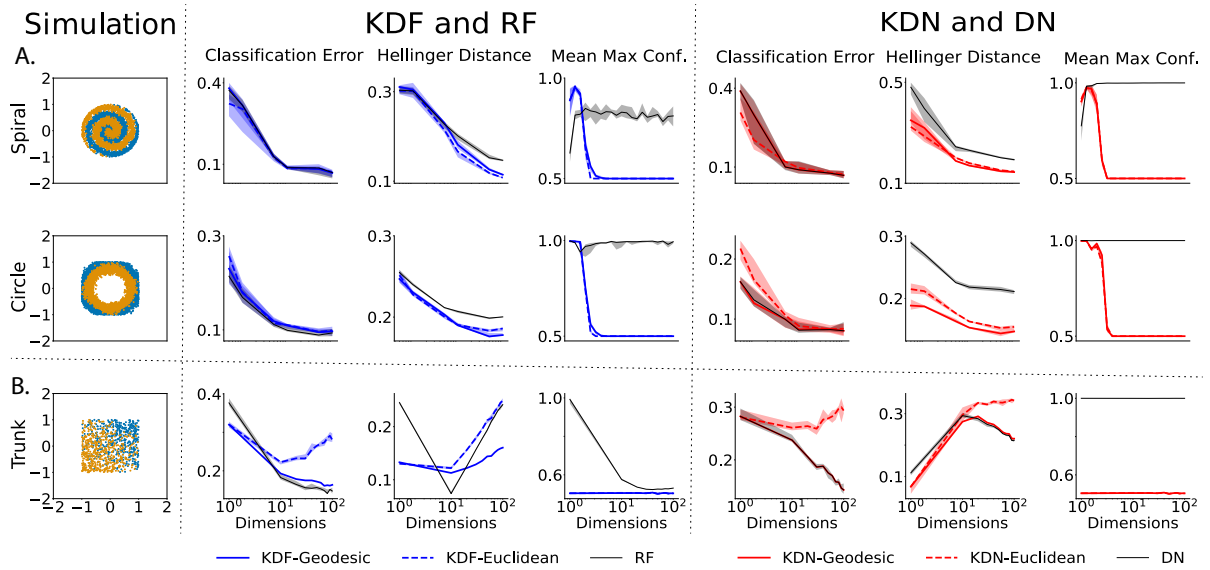 Simulation
KDF and RF
KDN and DN
A.
Classification Error
Hellinger Distance
Mean Max Conf.
Classification Error
Hellinger Distance
Mean Max Conf.
Spiral
2
1
0
−1
−2
0.4
0.1
0.3
0.1
1.0
0.5
0.4
0.1
0.5
0.1
1.0
0.5
Circle
2
1
0
−1
−2
0.3
0.1
0.2
1.0
0.5
0.2
0.1
0.2
1.0
0.5
B.
Trunk
2
1
0
−1
−2
−2 −1 0 1 2
0.4
0.2
0.2
0.1
1.0
0.6
0.3
0.2
0.3
0.1
1.0
0.6
10⁰ 10¹ 10²
10⁰ 10¹ 10²
10⁰ 10¹ 10²
10⁰ 10¹ 10²
10⁰ 10¹ 10²
10⁰ 10¹ 10²
Dimensions
Dimensions
Dimensions
Dimensions
Dimensions
Dimensions
KDF-Geodesic
KDF-Euclidean
RF
KDN-Geodesic
KDN-Euclidean
DN